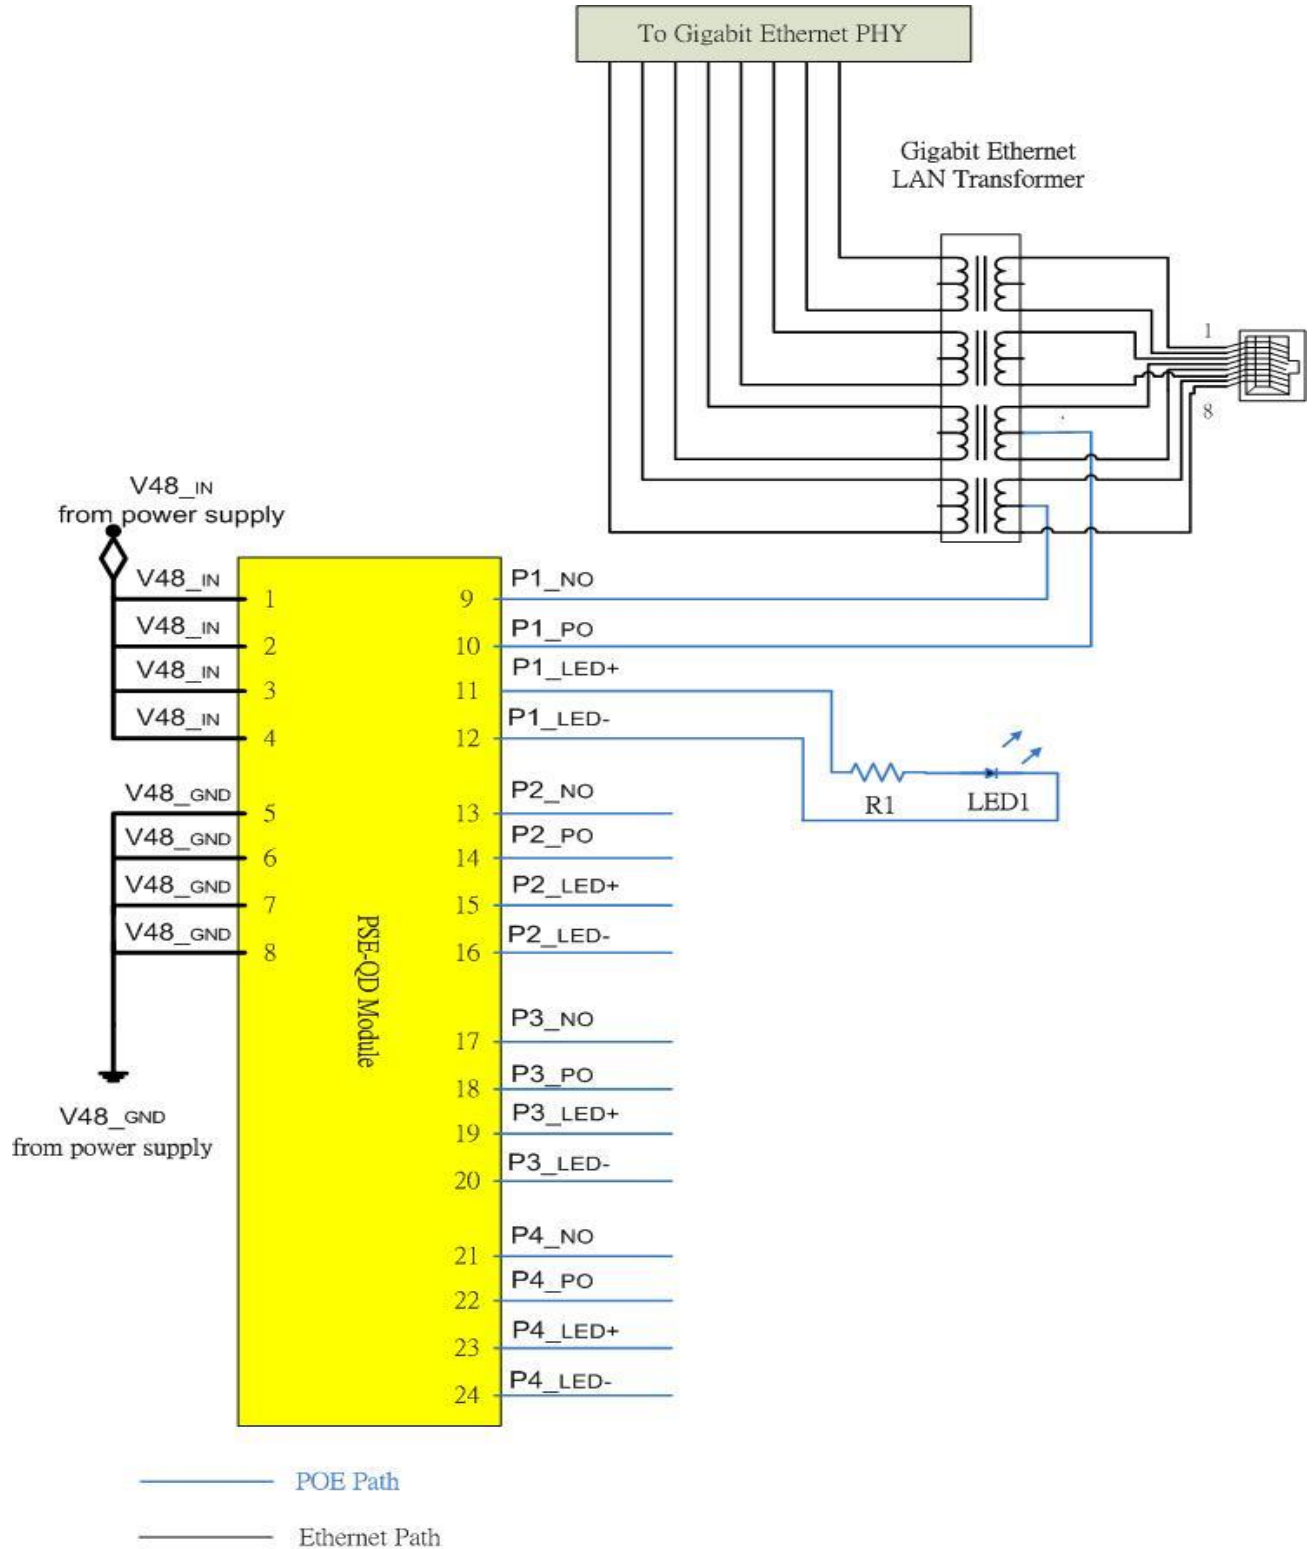 To Gigabit Ethernet PHY
Gigabit Ethernet
LAN Transformer
1
8
V48_IN
from power supply
V48_IN
1
9
P1_NO
V48_IN
2
10
P1_PO
V48_IN
3
11
P1_LED+
V48_IN
4
12
P1_LED-
R1
LED1
V48_GND
5
13
P2_NO
V48_GND
6
14
P2_PO
V48_GND
7
15
P2_LED+
V48_GND
8
16
P2_LED-
PSE-QD Module
17
P3_NO
18
P3_PO
19
P3_LED+
20
P3_LED-
V48_GND
from power supply
21
P4_NO
22
P4_PO
23
P4_LED+
24
P4_LED-
POE Path
Ethernet Path